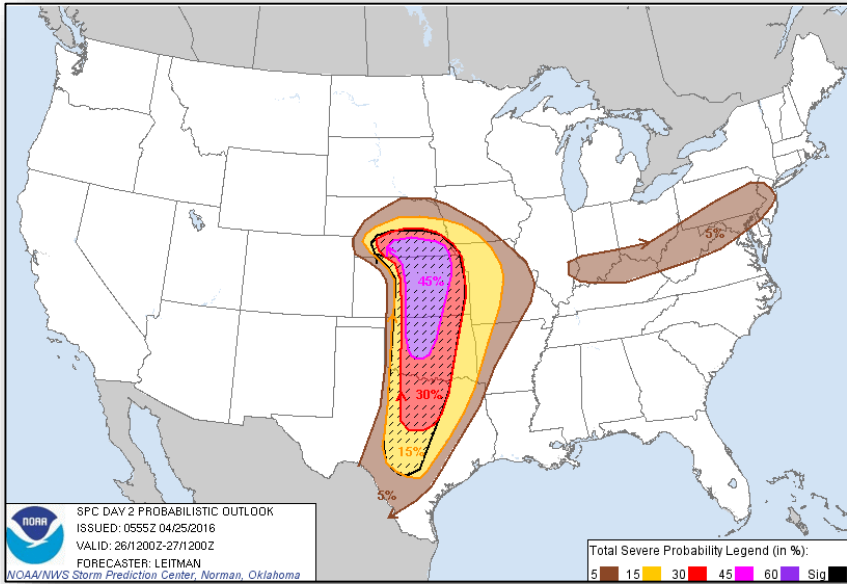 5%
45%
30%
15%
5%
NOAA
SPC DAY 2 PROBABILISTIC OUTLOOK
ISSUED: 0555Z 04/25/2016
VALID: 26/1200Z-27/1200Z
FORECASTER: LEITMAN
NOAA/NWS Storm Prediction Center, Norman, Oklahoma
Total Severe Probability Legend (in %):
5 15 30 45 60 Sig